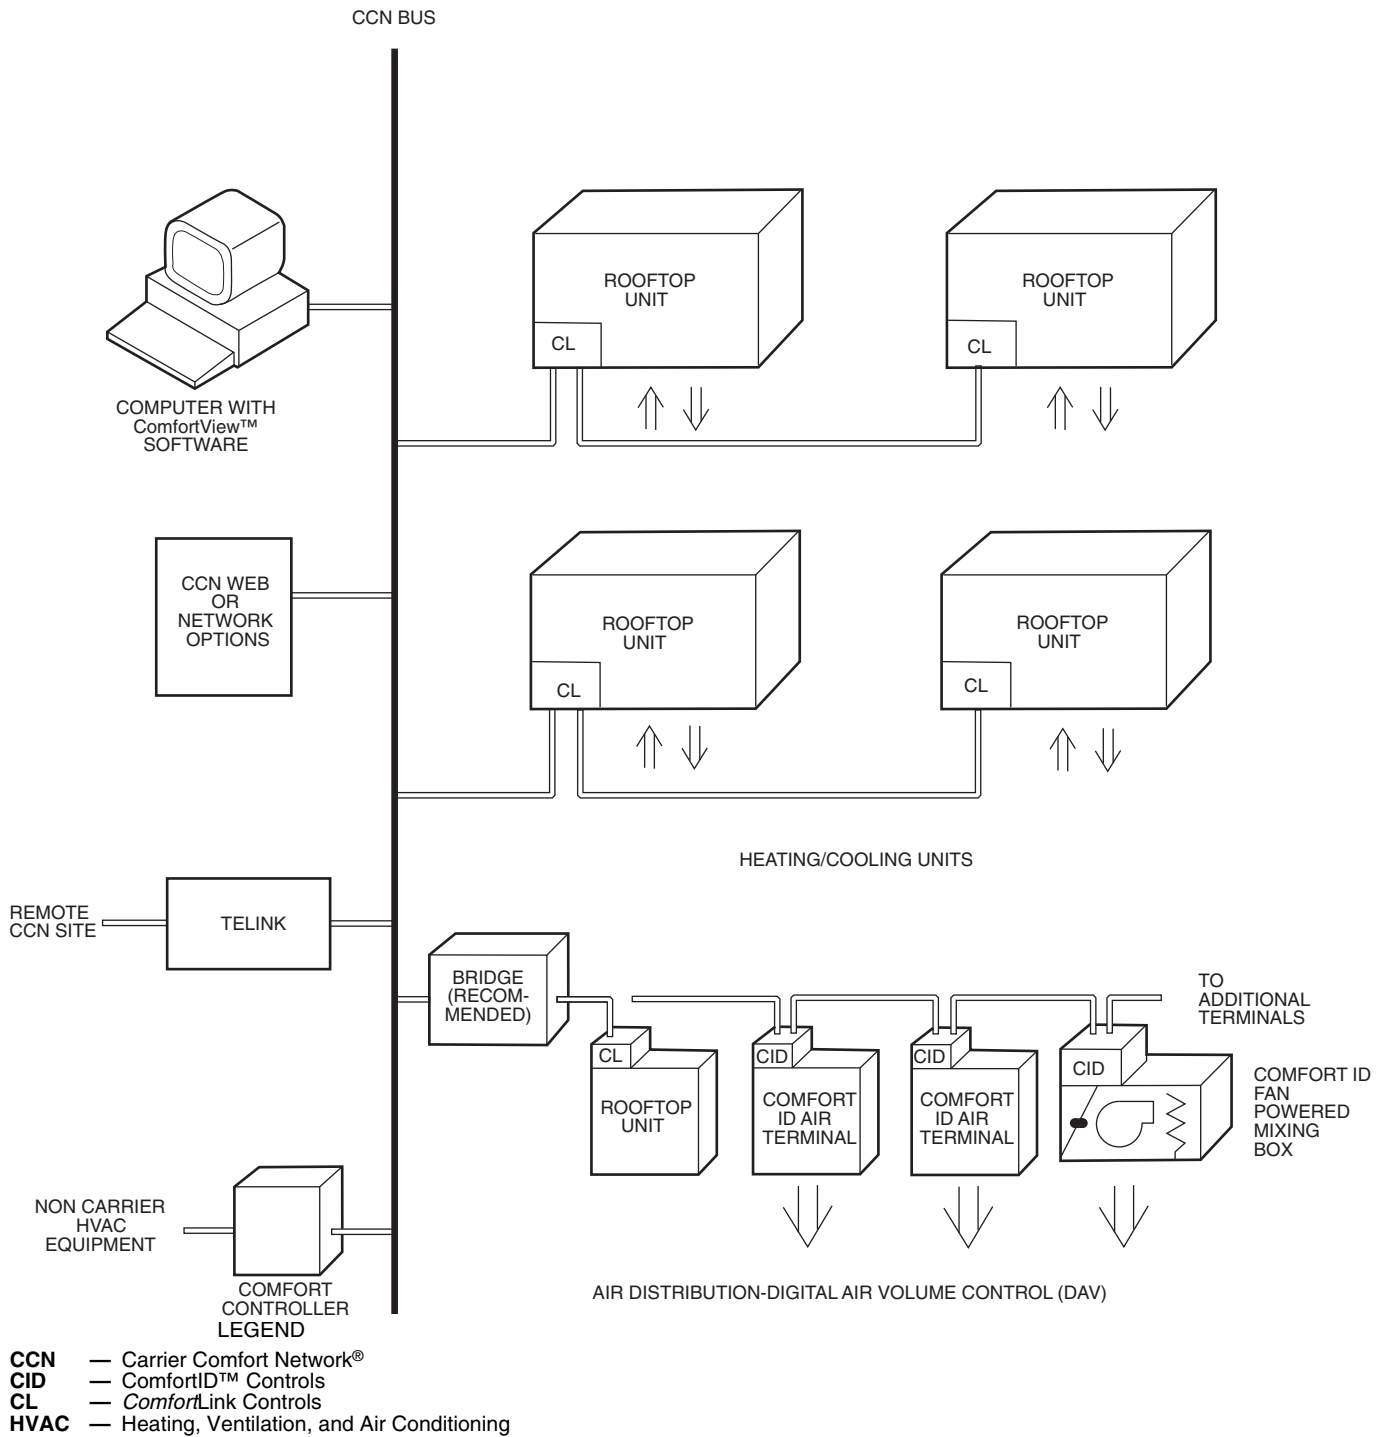 CCN BUS
ROOFTOP
UNIT
CL
ROOFTOP
UNIT
CL
COMPUTER WITH
ComfortView™
SOFTWARE
CCN WEB
OR
NETWORK
OPTIONS
ROOFTOP
UNIT
CL
ROOFTOP
UNIT
CL
HEATING/COOLING UNITS
REMOTE
CCN SITE
TELINK
BRIDGE
(RECOM-
MENDED)
TO
ADDITIONAL
TERMINALS
CL
ROOFTOP
UNIT
CID
COMFORT
ID AIR
TERMINAL
CID
COMFORT
ID AIR
TERMINAL
CID
COMFORT ID
FAN
POWERED
MIXING
BOX
NON CARRIER
HVAC
EQUIPMENT
COMFORT
CONTROLLER
AIR DISTRIBUTION-DIGITAL AIR VOLUME CONTROL (DAV)
LEGEND
CCN — Carrier Comfort Network®
CID — ComfortID™ Controls
CL — ComfortLink Controls
HVAC — Heating, Ventilation, and Air Conditioning